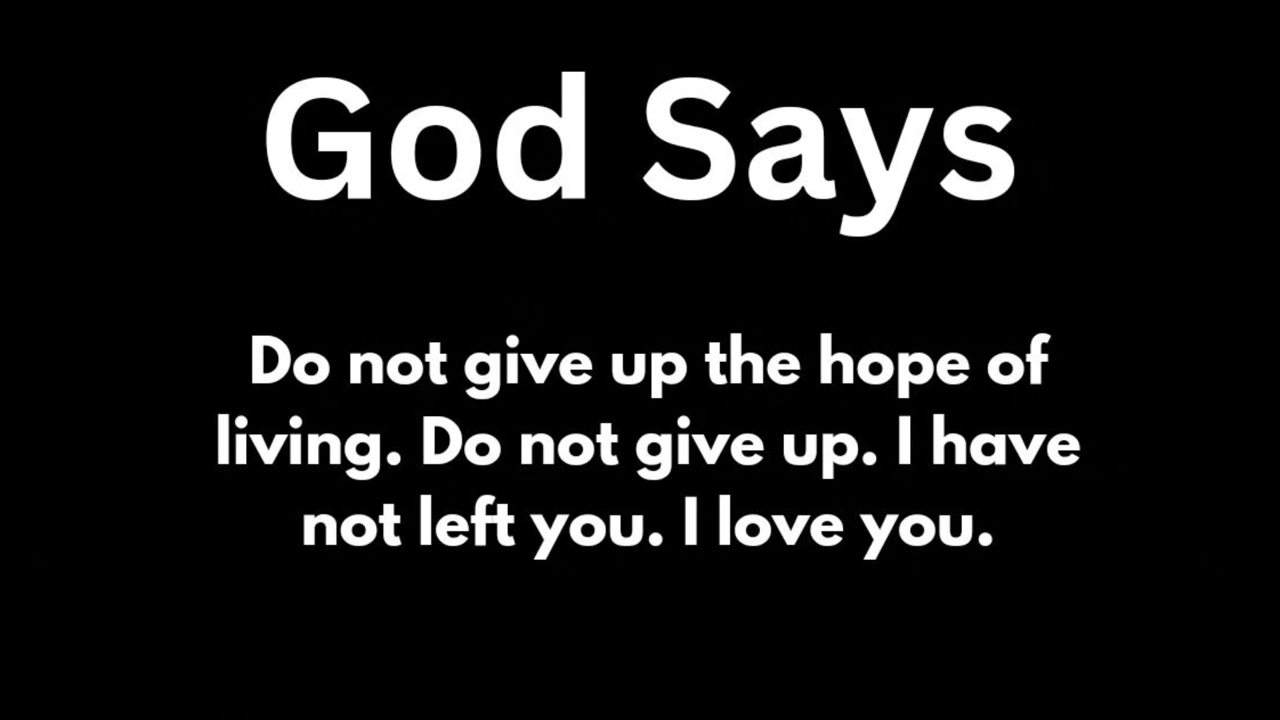 God Says
Do not give up the hope of
living. Do not give up. I have
not left you. I love you.